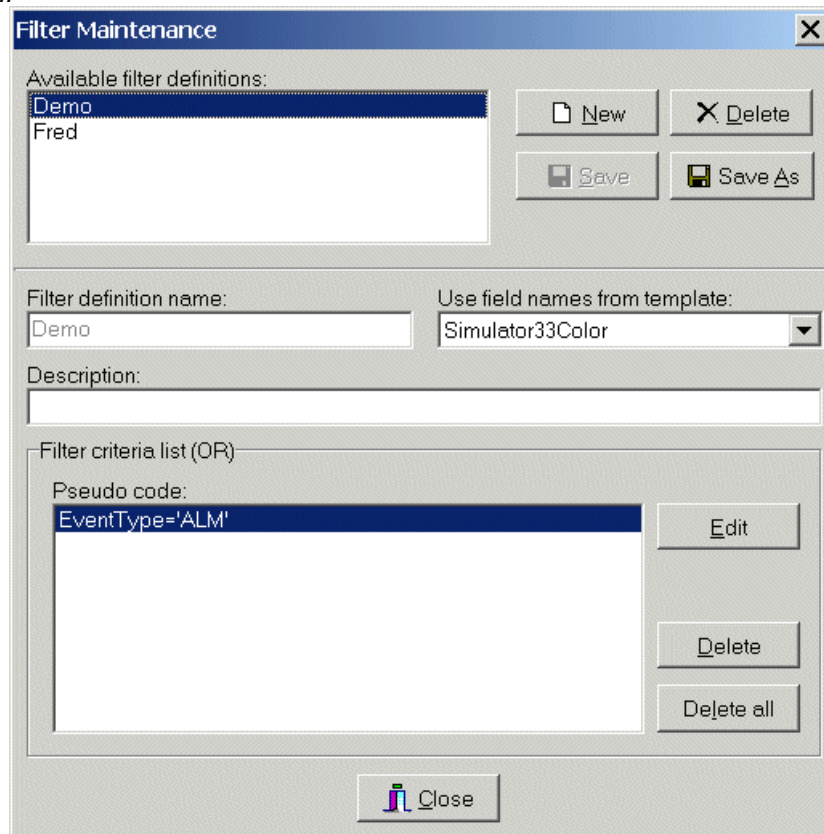 Filter Maintenance
Available filter definitions:
Demo
Fred
New
Delete
Save
Save As
Filter definition name:
Use field names from template:
Demo
Simulator33Color
Description:
Filter criteria list (OR)
Pseudo code:
EventType='ALM'
Edit
Delete
Delete all
Close